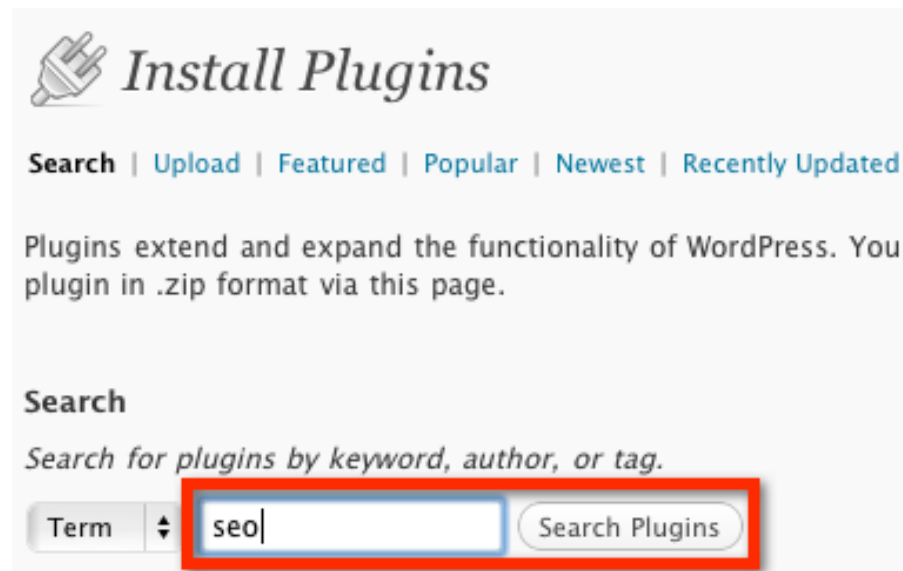 Install Plugins
Search | Upload | Featured | Popular | Newest | Recently Updated
Plugins extend and expand the functionality of WordPress. You
plugin in .zip format via this page.
Search
Search for plugins by keyword, author, or tag.
Term seo Search Plugins